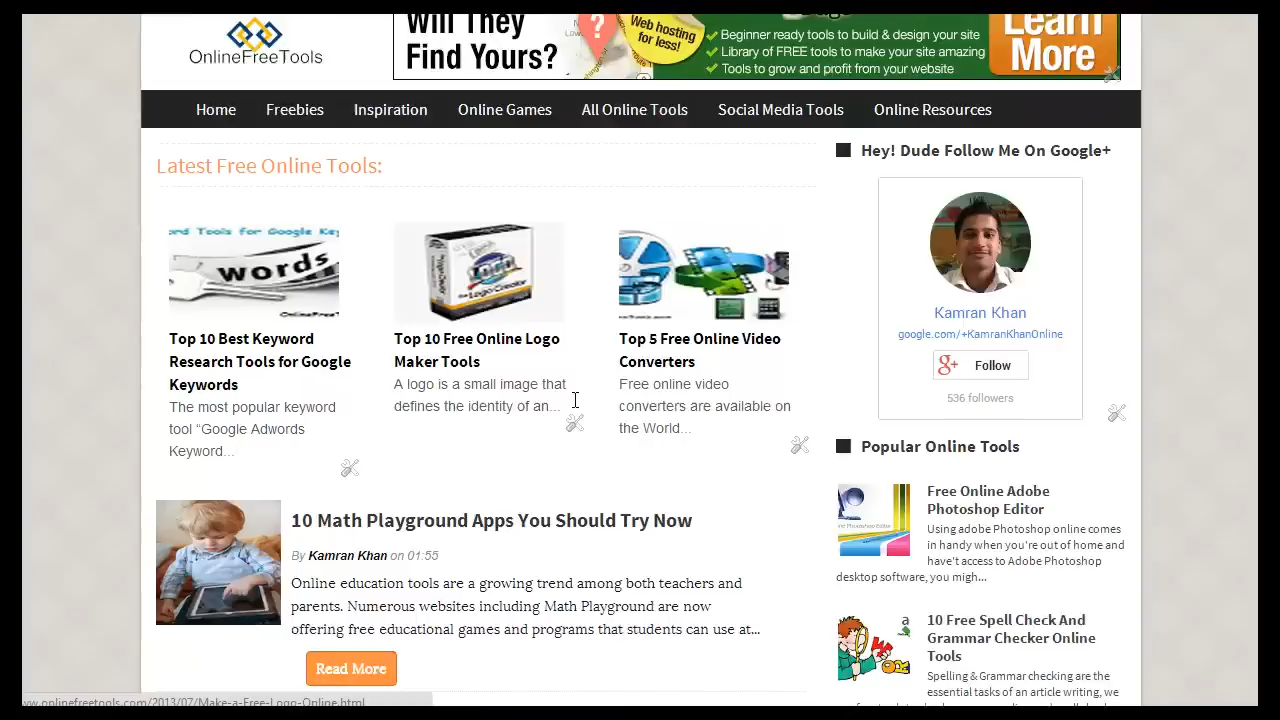 OnlineFreeTools
Will They
Find Yours?
?
Web hosting
for less!
Beginner ready tools to build & design your site
Library of FREE tools to make your site amazing
Tools to grow and profit from your website
Learn
More
Home Freebies Inspiration Online Games All Online Tools Social Media Tools Online Resources
Latest Free Online Tools:
Hey! Dude Follow Me On Google+
words
Top 10 Best Keyword
Research Tools for Google
Keywords
The most popular keyword
tool “Google Adwords
Keyword...
Top 10 Free Online Logo
Maker Tools
A logo is a small image that
defines the identity of an...
Top 5 Free Online Video
Converters
Free online video
converters are available on
the World...
Kamran Khan
google.com/+KamranKhanOnline
g+ Follow
536 followers
Popular Online Tools
10 Math Playground Apps You Should Try Now
By Kamran Khan on 01:55
Online education tools are a growing trend among both teachers and
parents. Numerous websites including Math Playground are now
offering free educational games and programs that students can use at...
Read More
Free Online Adobe
Photoshop Editor
Using adobe Photoshop online comes
in handy when you're out of home and
have't access to Adobe Photoshop
desktop software, you migh...
10 Free Spell Check And
Grammar Checker Online
Tools
Spelling & Grammar checking are the
essential tasks of an article writing, we
ww.onlinefreetools.com/2013/07/Make-a-Free-Logo-Online.html